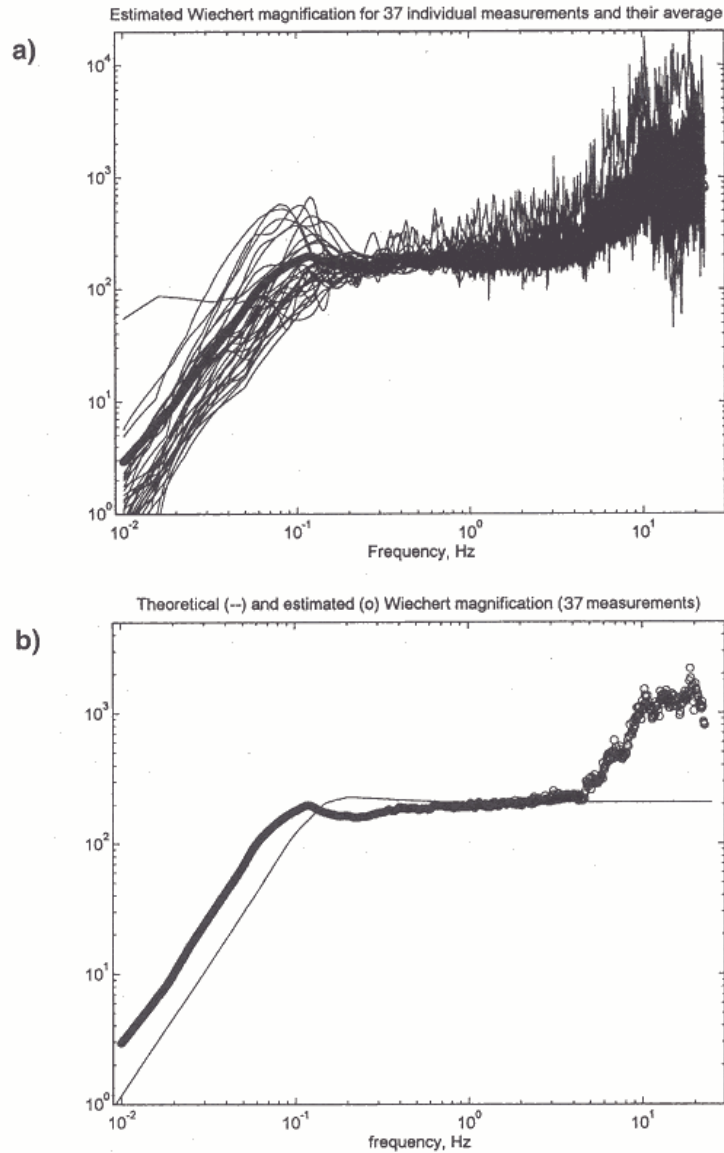 Estimated Wiechert magnification for 37 individual measurements and their average
a)
10^4
10^3
10^2
10^1
10^0
10^-2
10^-1
10^0
10^1
Frequency, Hz
Theoretical (--) and estimated (o) Wiechert magnification (37 measurements)
b)
10^3
10^2
10^1
10^0
10^-2
10^-1
10^0
10^1
frequency, Hz